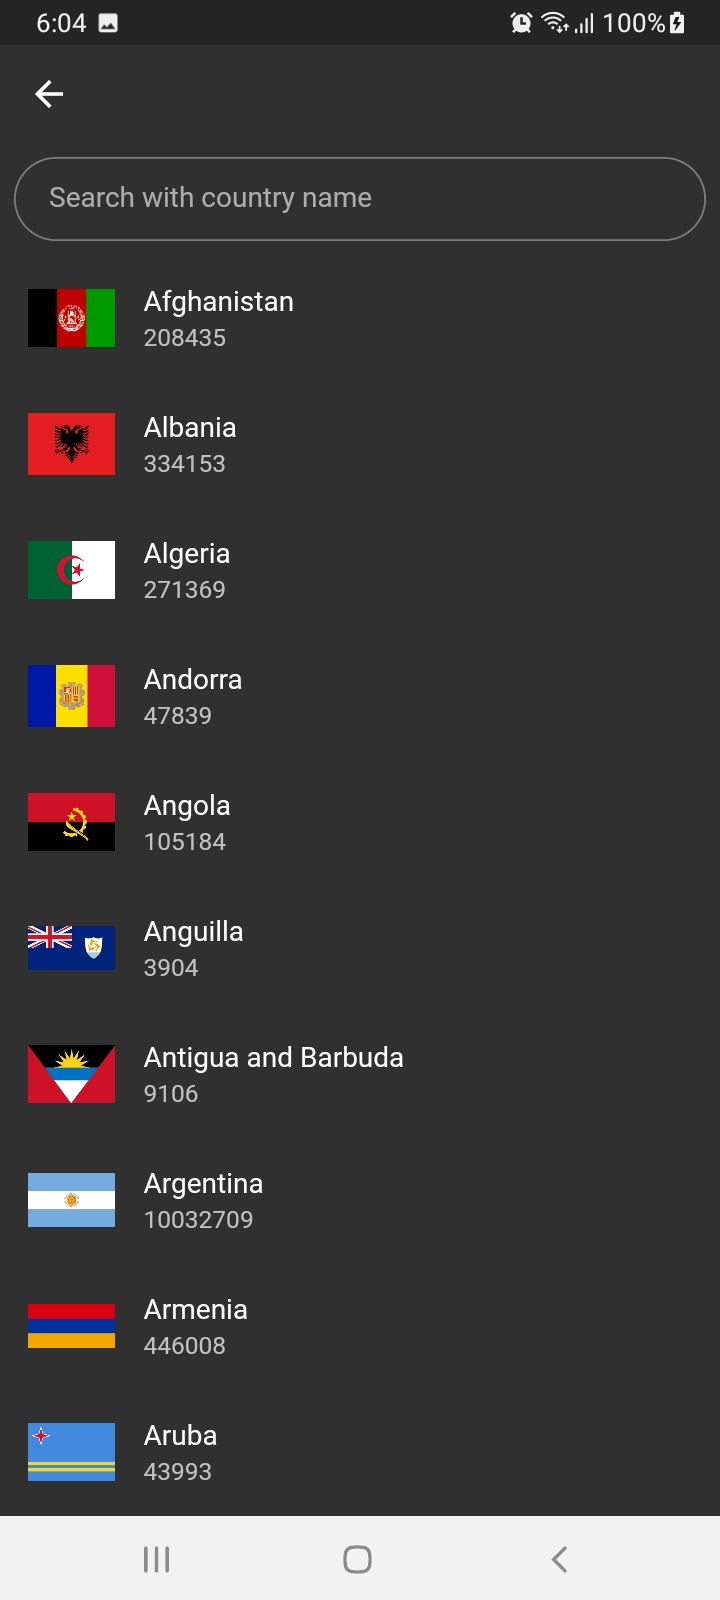 6:04
100%
Search with country name
Afghanistan
208435
Albania
334153
Algeria
271369
Andorra
47839
Angola
105184
Anguilla
3904
Antigua and Barbuda
9106
Argentina
10032709
Armenia
446008
Aruba
43993